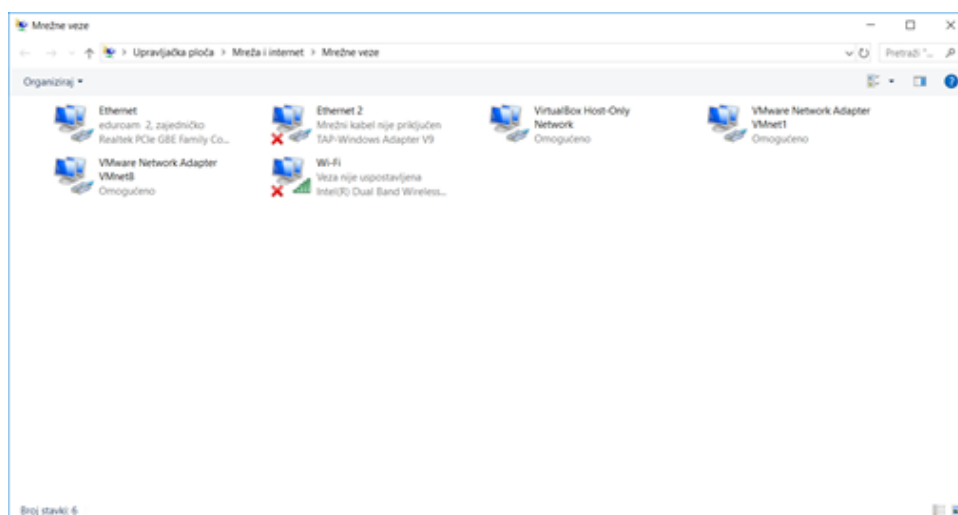 Mrežne veze
Upravljačka ploča > Mreža i internet > Mrežne veze
Pretraži "...
Organiziraj
Ethernet
eduroam 2, zajedničko
Realtek PCIe GBE Family Co...
Ethernet 2
Mrežni kabel nije priključen
TAP-Windows Adapter V9
VirtualBox Host-Only
Network
Omogućeno
VMware Network Adapter
VMnet1
Omogućeno
VMware Network Adapter
VMnet8
Omogućeno
Wi-Fi
Veza nije uspostavljena
Intel(R) Dual Band Wireless...
Broj stavki: 6